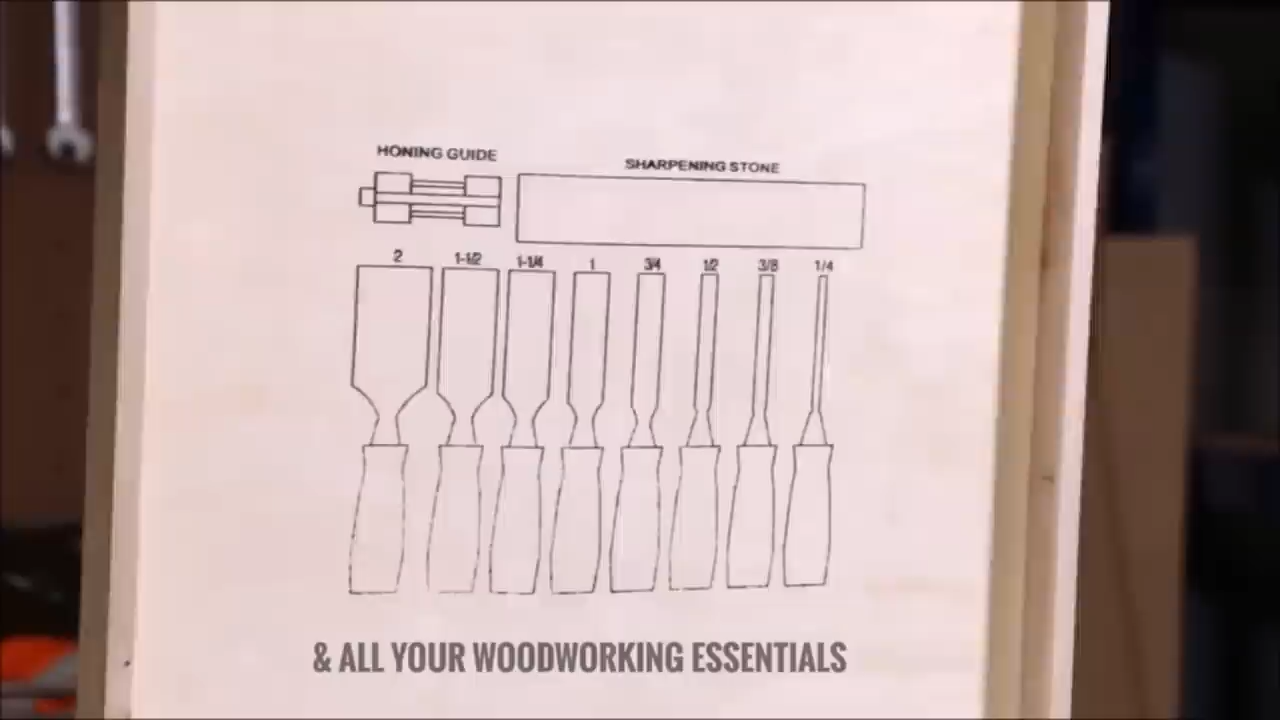 HONING GUIDE
SHARPENING STONE
2 1-1/2 1-1/4 1 3/4 1/2 3/8 1/4
& ALL YOUR WOODWORKING ESSENTIALS